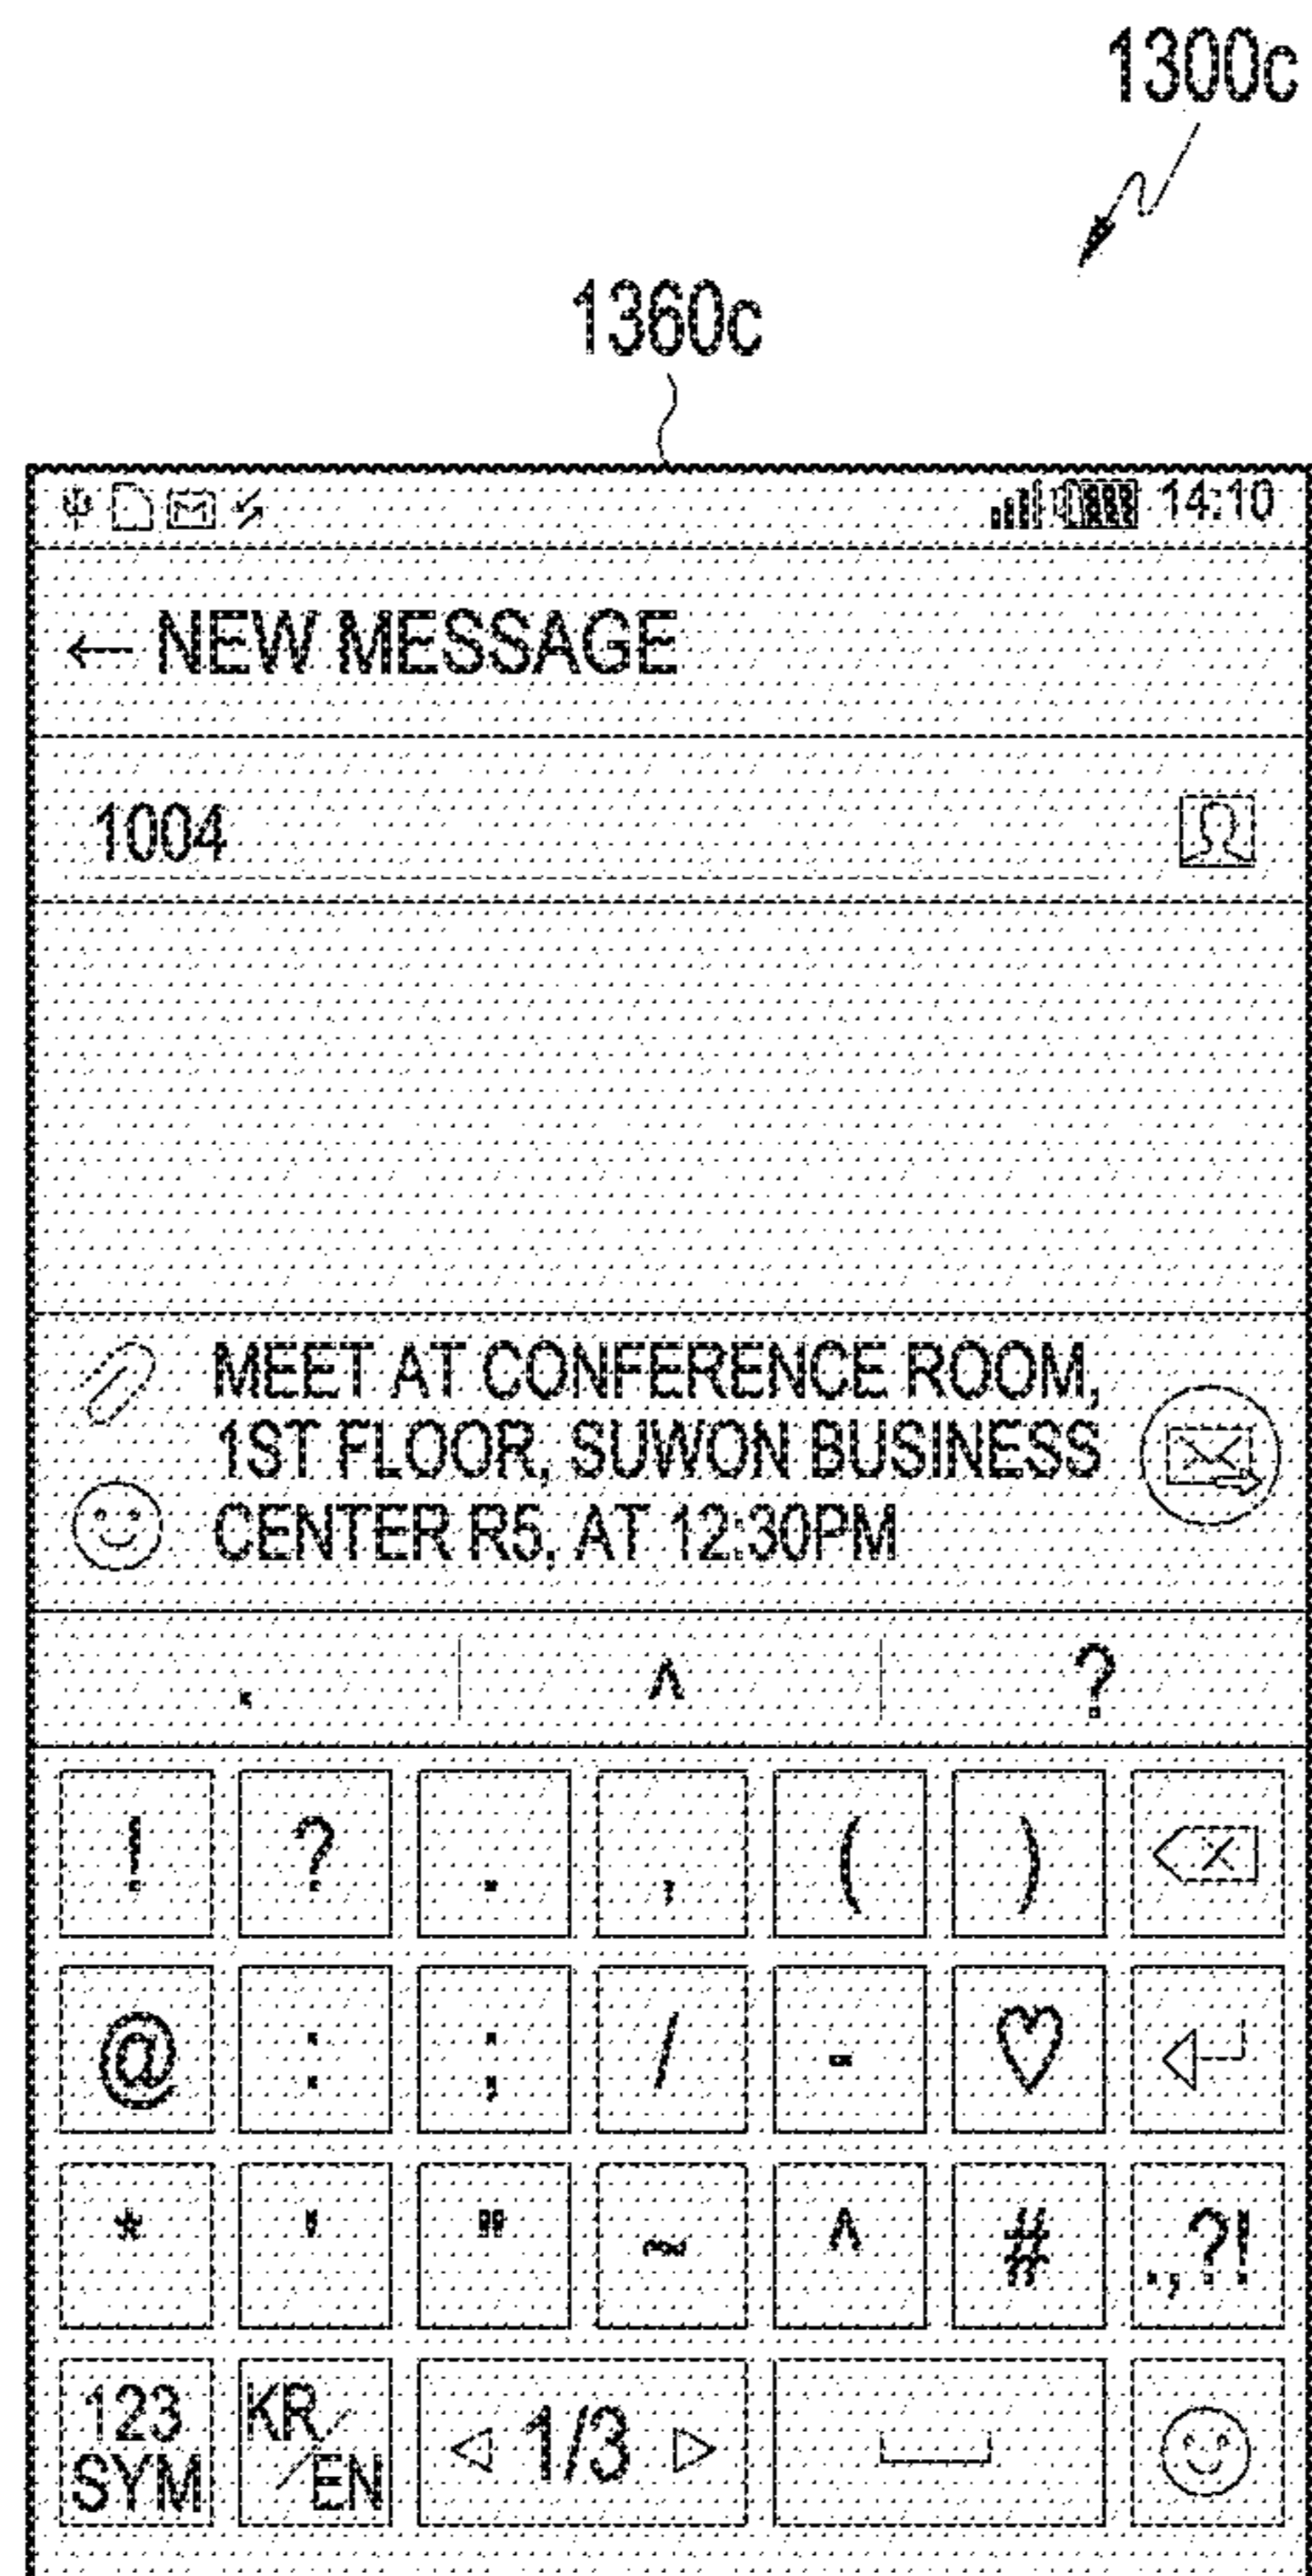 1300c
1360c
14:10
← NEW MESSAGE
1004
MEET AT CONFERENCE ROOM,
1ST FLOOR, SUWON BUSINESS
CENTER R5, AT 12:30PM
. ^ ?
! ? . , ( )
@ : ; / - ♡
* ' " ~ ^ # .,?!
123 SYM KR/EN ◁ 1/3 ▷